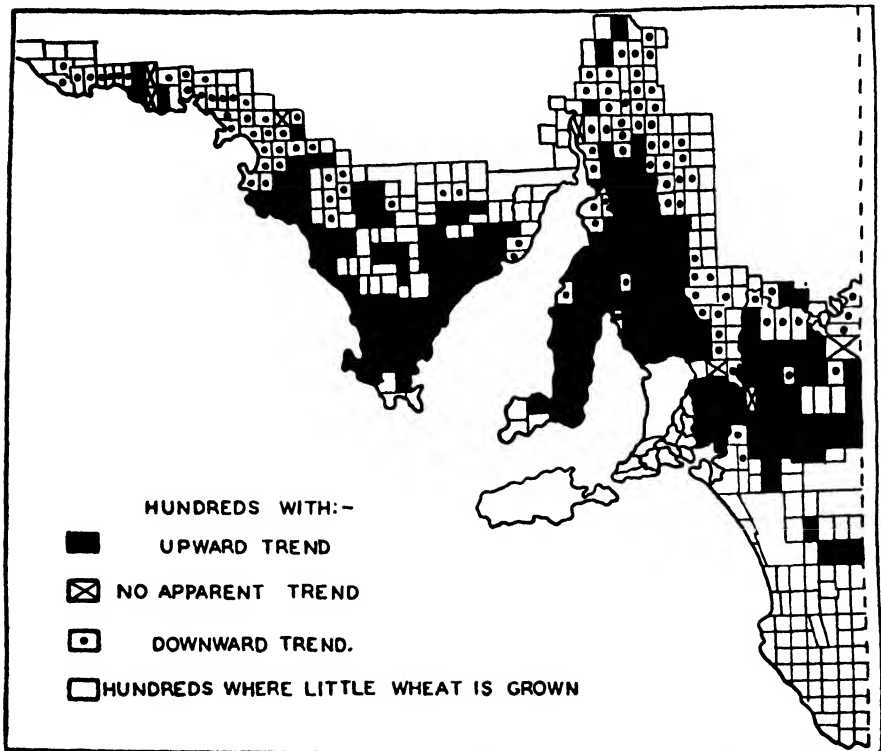 HUNDREDS WITH:-
UPWARD TREND
NO APPARENT TREND
DOWNWARD TREND.
HUNDREDS WHERE LITTLE WHEAT IS GROWN